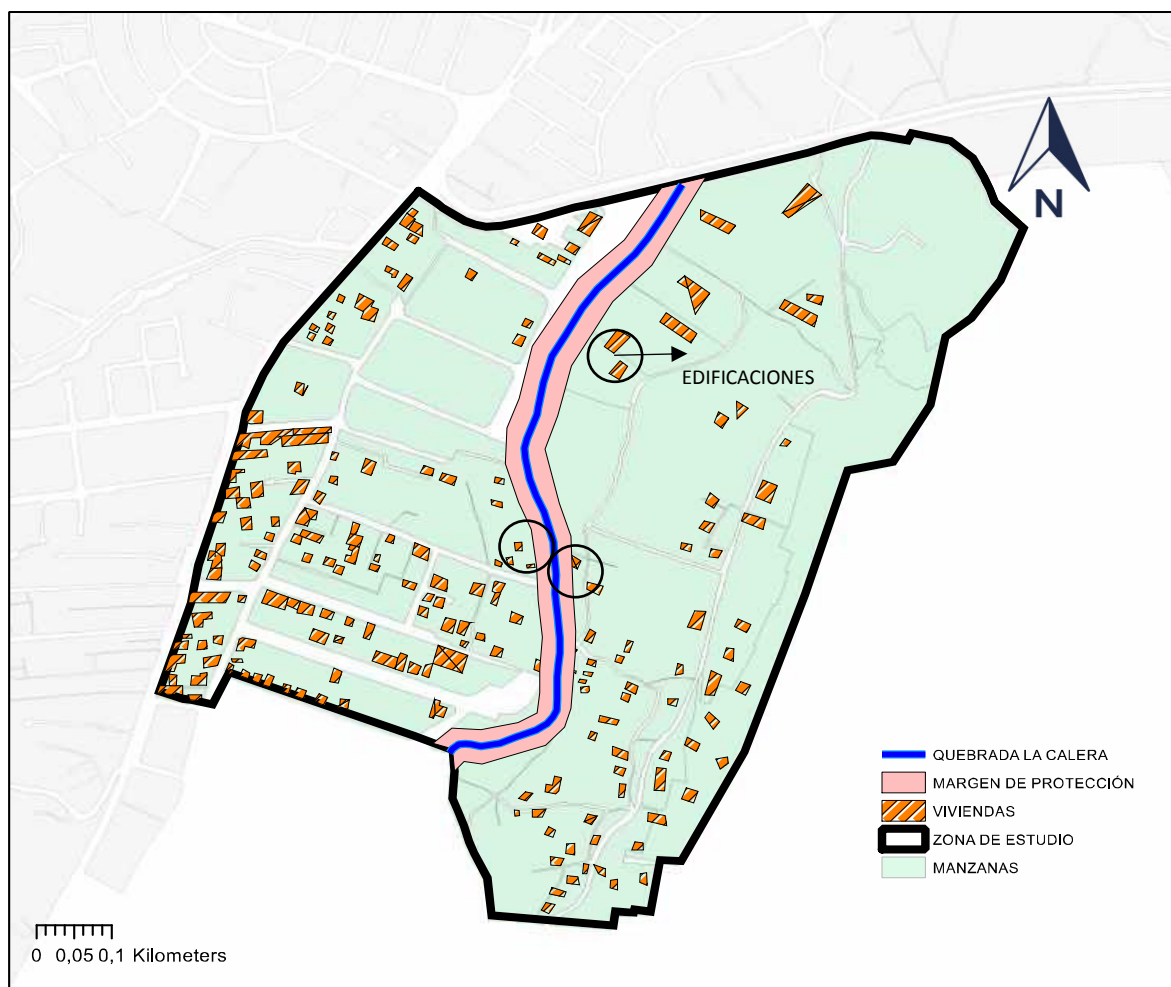 N
EDIFICACIONES
QUEBRADA LA CALERA
MARGEN DE PROTECCIÓN
VIVIENDAS
ZONA DE ESTUDIO
MANZANAS
0 0,05 0,1 Kilometers